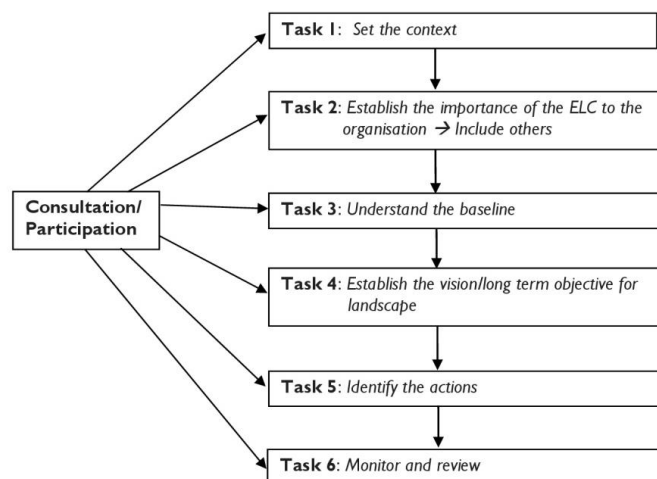 Task 1: Set the context
Task 2: Establish the importance of the ELC to the
organisation → Include others
Consultation/
Participation
Task 3: Understand the baseline
Task 4: Establish the vision/long term objective for
landscape
Task 5: Identify the actions
Task 6: Monitor and review